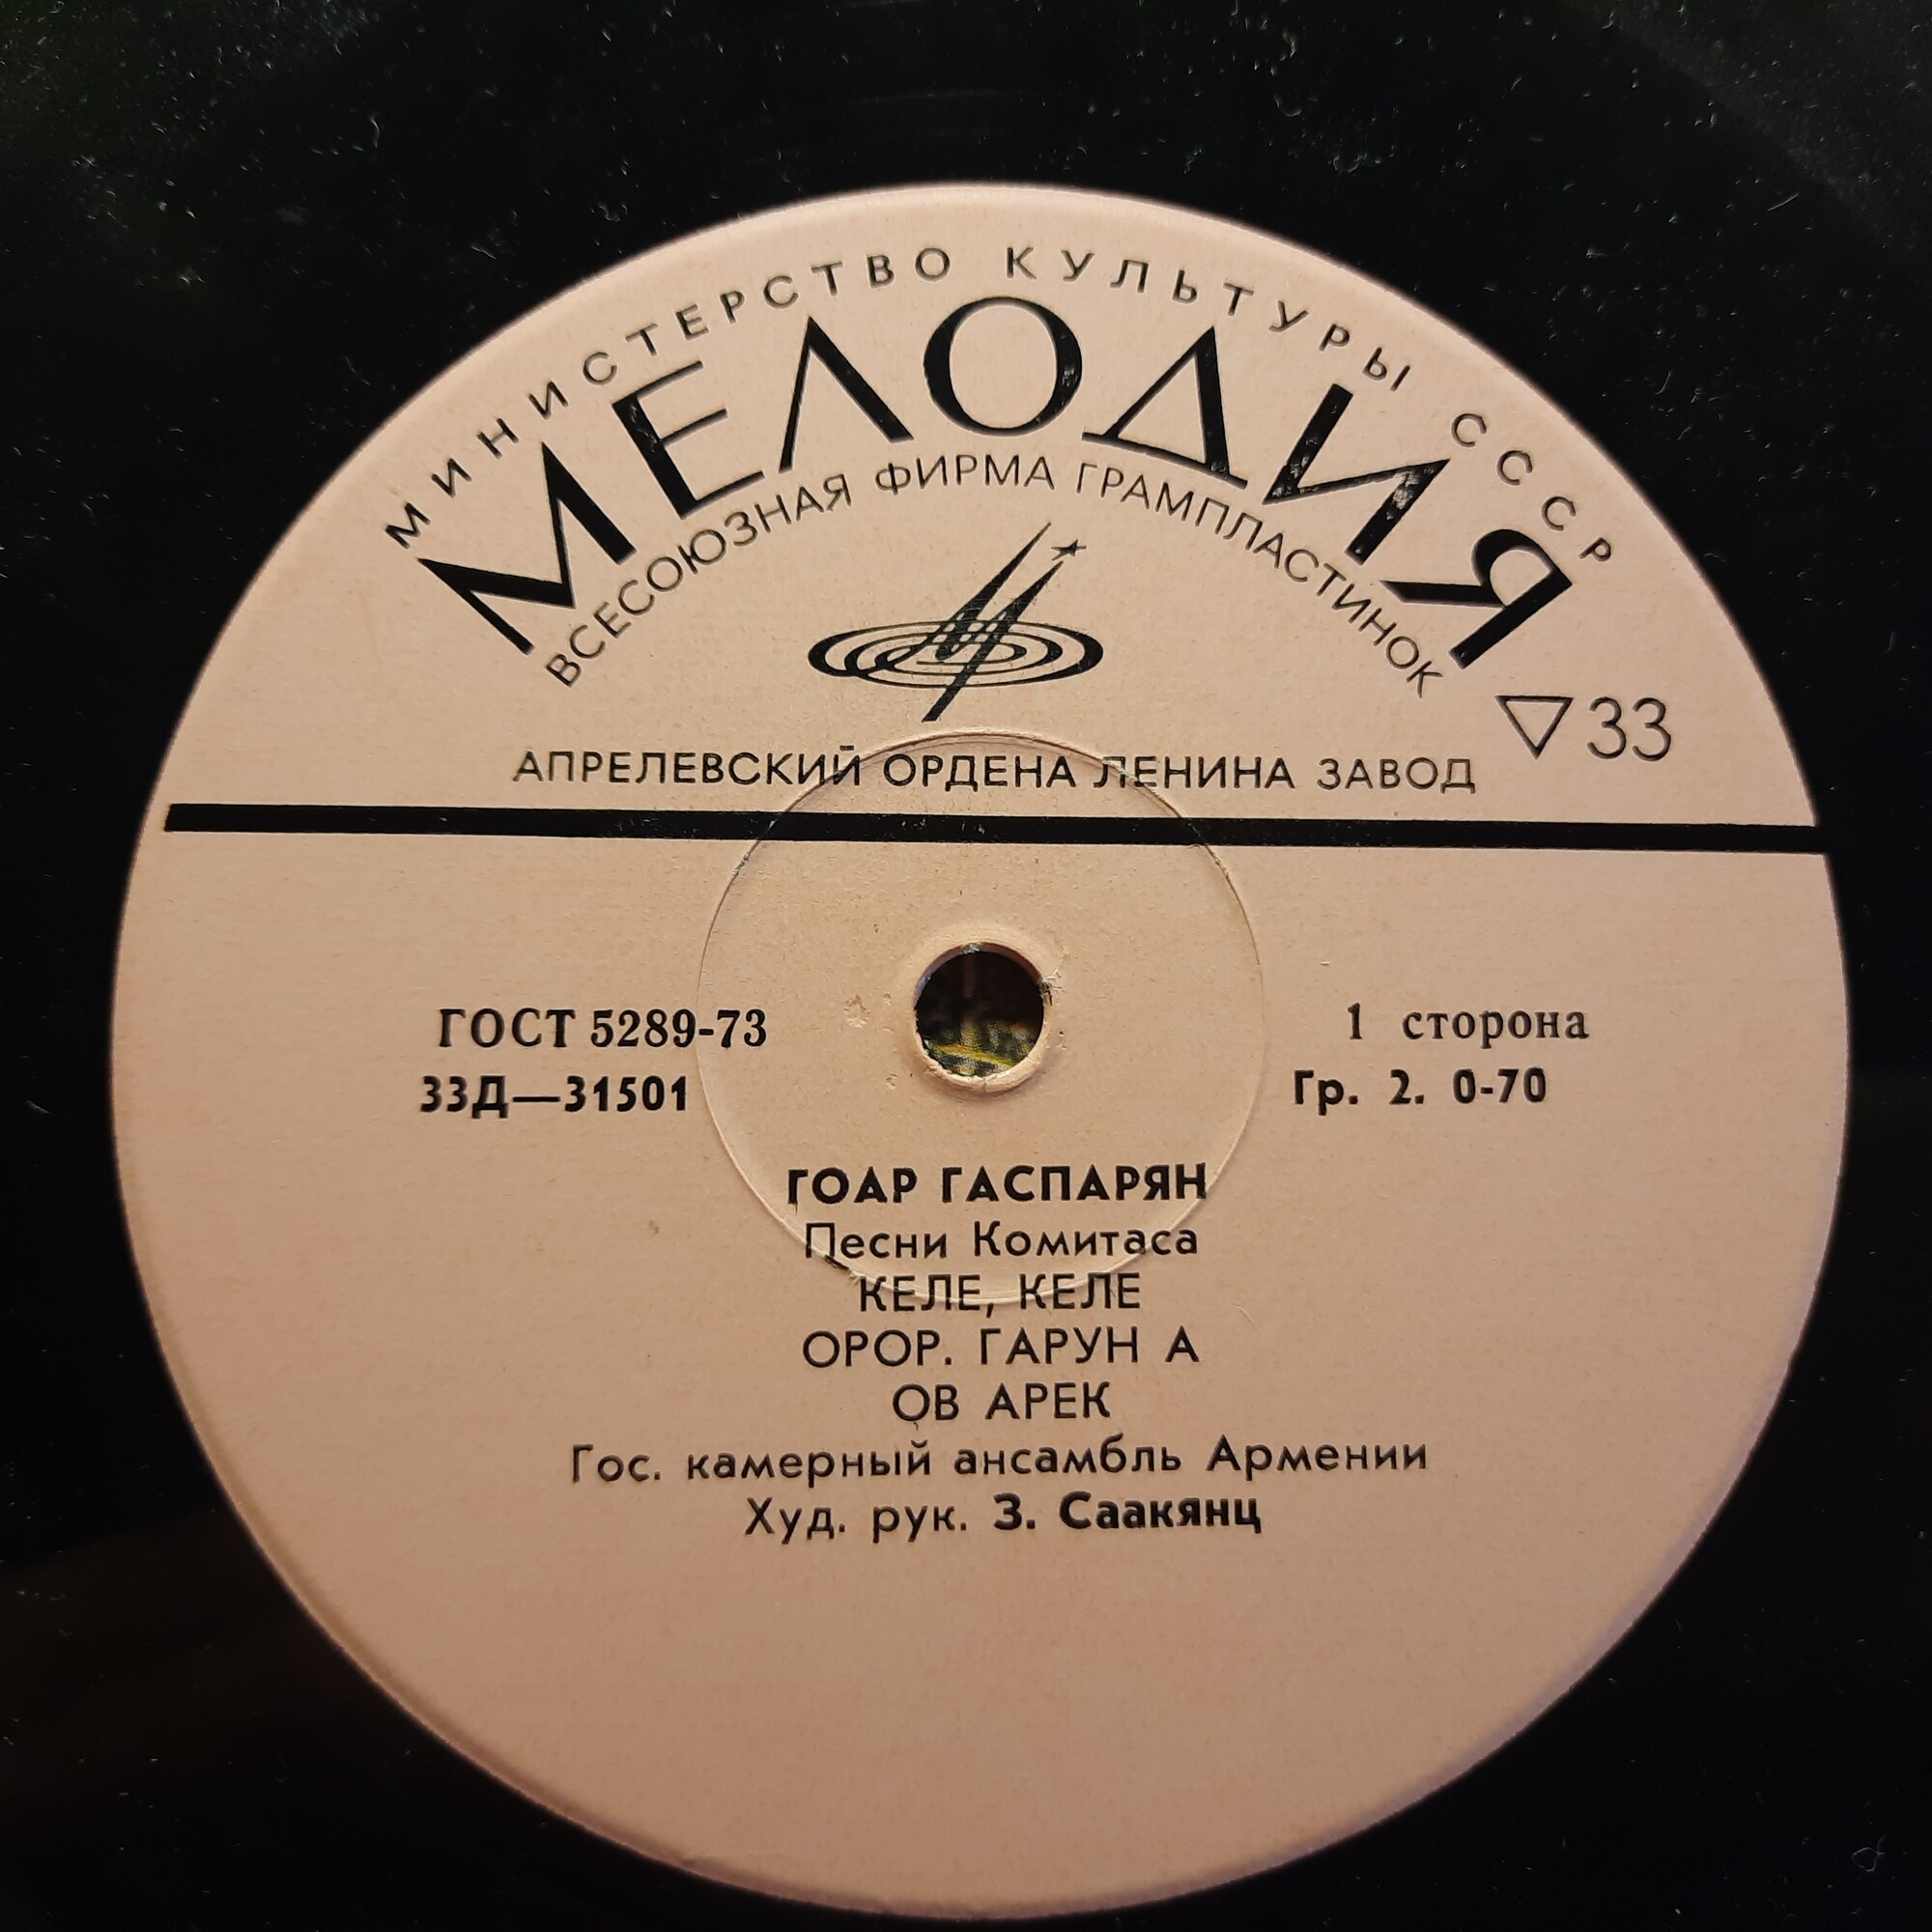 МИНИСТЕРСТВО КУЛЬТУРЫ СССР
МЕЛОДИЯ
ВСЕСОЮЗНАЯ ФИРМА ГРАМПЛАСТИНОК
▽33
АПРЕЛЕВСКИЙ ОРДЕНА ЛЕНИНА ЗАВОД
ГОСТ 5289-73
1 сторона
33Д—31501
Гр. 2. 0-70
ГОАР ГАСПАРЯН
Песни Комитаса
КЕЛЕ, КЕЛЕ
ОРОР. ГАРУН А
ОВ АРЕК
Гос. камерный ансамбль Армении
Худ. рук. З. Саакянц